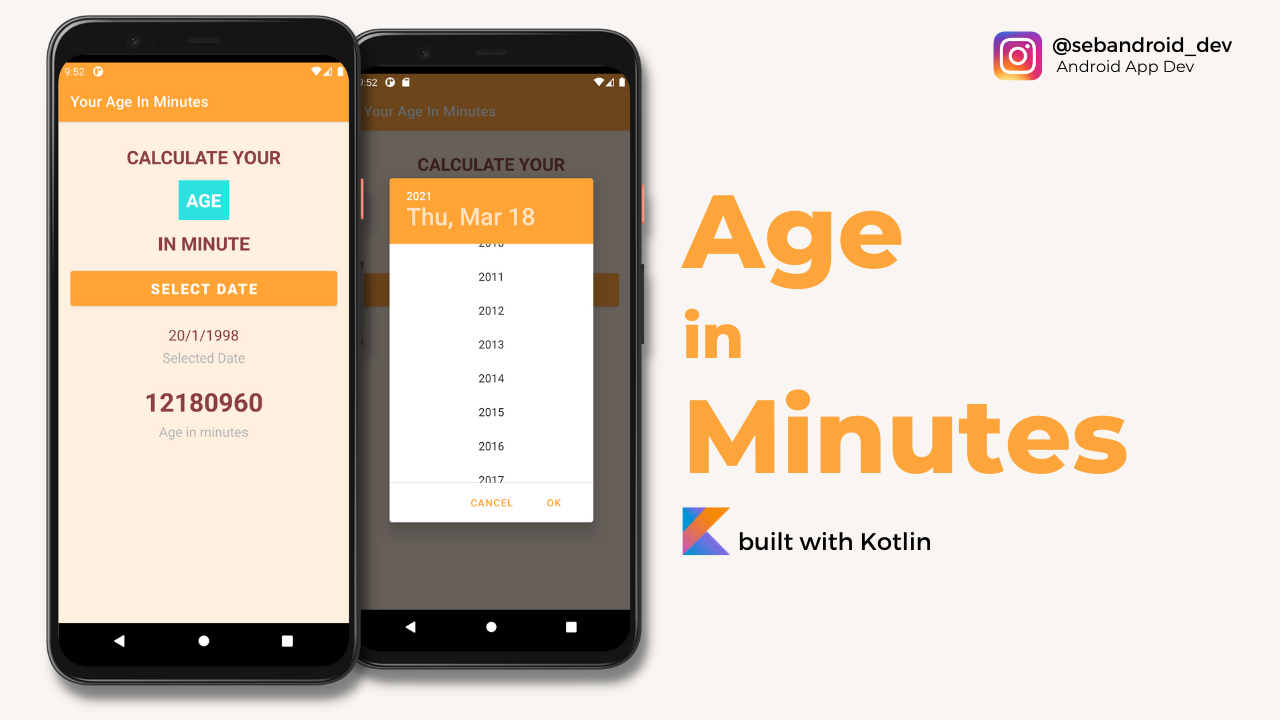 9:52
Your Age In Minutes
CALCULATE YOUR
AGE
IN MINUTE
SELECT DATE
20/1/1998
Selected Date
12180960
Age in minutes
9:52
Your Age In Minutes
CALCULATE YOUR
2021
Thu, Mar 18
2010
2011
2012
2013
2014
2015
2016
2017
CANCEL OK
@sebandroid_dev
Android App Dev
Age
in
Minutes
built with Kotlin